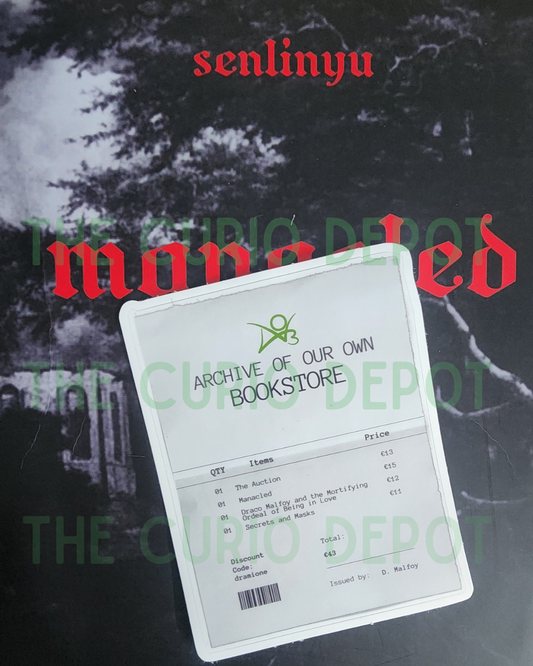 senlinyu
THE CURIO DEPOT
manacled
AO3
ARCHIVE OF OUR OWN
BOOKSTORE
THE CURIO DEPOT
QTY Items Price
01 The Auction €13
01 Manacled €15
01 Draco Malfoy and the Mortifying €12
Ordeal of Being in Love
01 Secrets and Masks €11
THE CURIO DEPOT
Discount Total:
Code: €43
dramione
Issued by: D. Malfoy